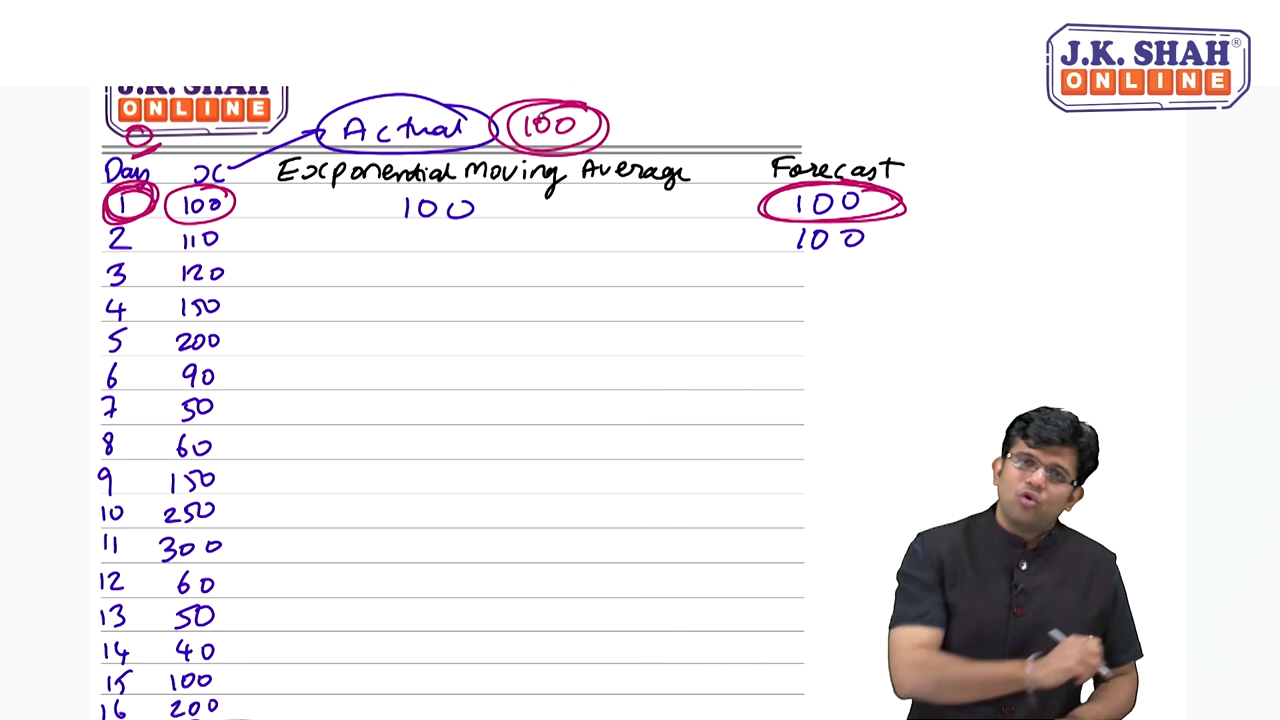 J.K. SHAH®
ONLINE
J.K. SHAH
ONLINE
Actual 100
Day x Exponential Moving Average Forecast
1 100 100 100
2 110 100
3 120
4 150
5 200
6 90
7 50
8 60
9 150
10 250
11 300
12 60
13 50
14 40
15 100
16 200